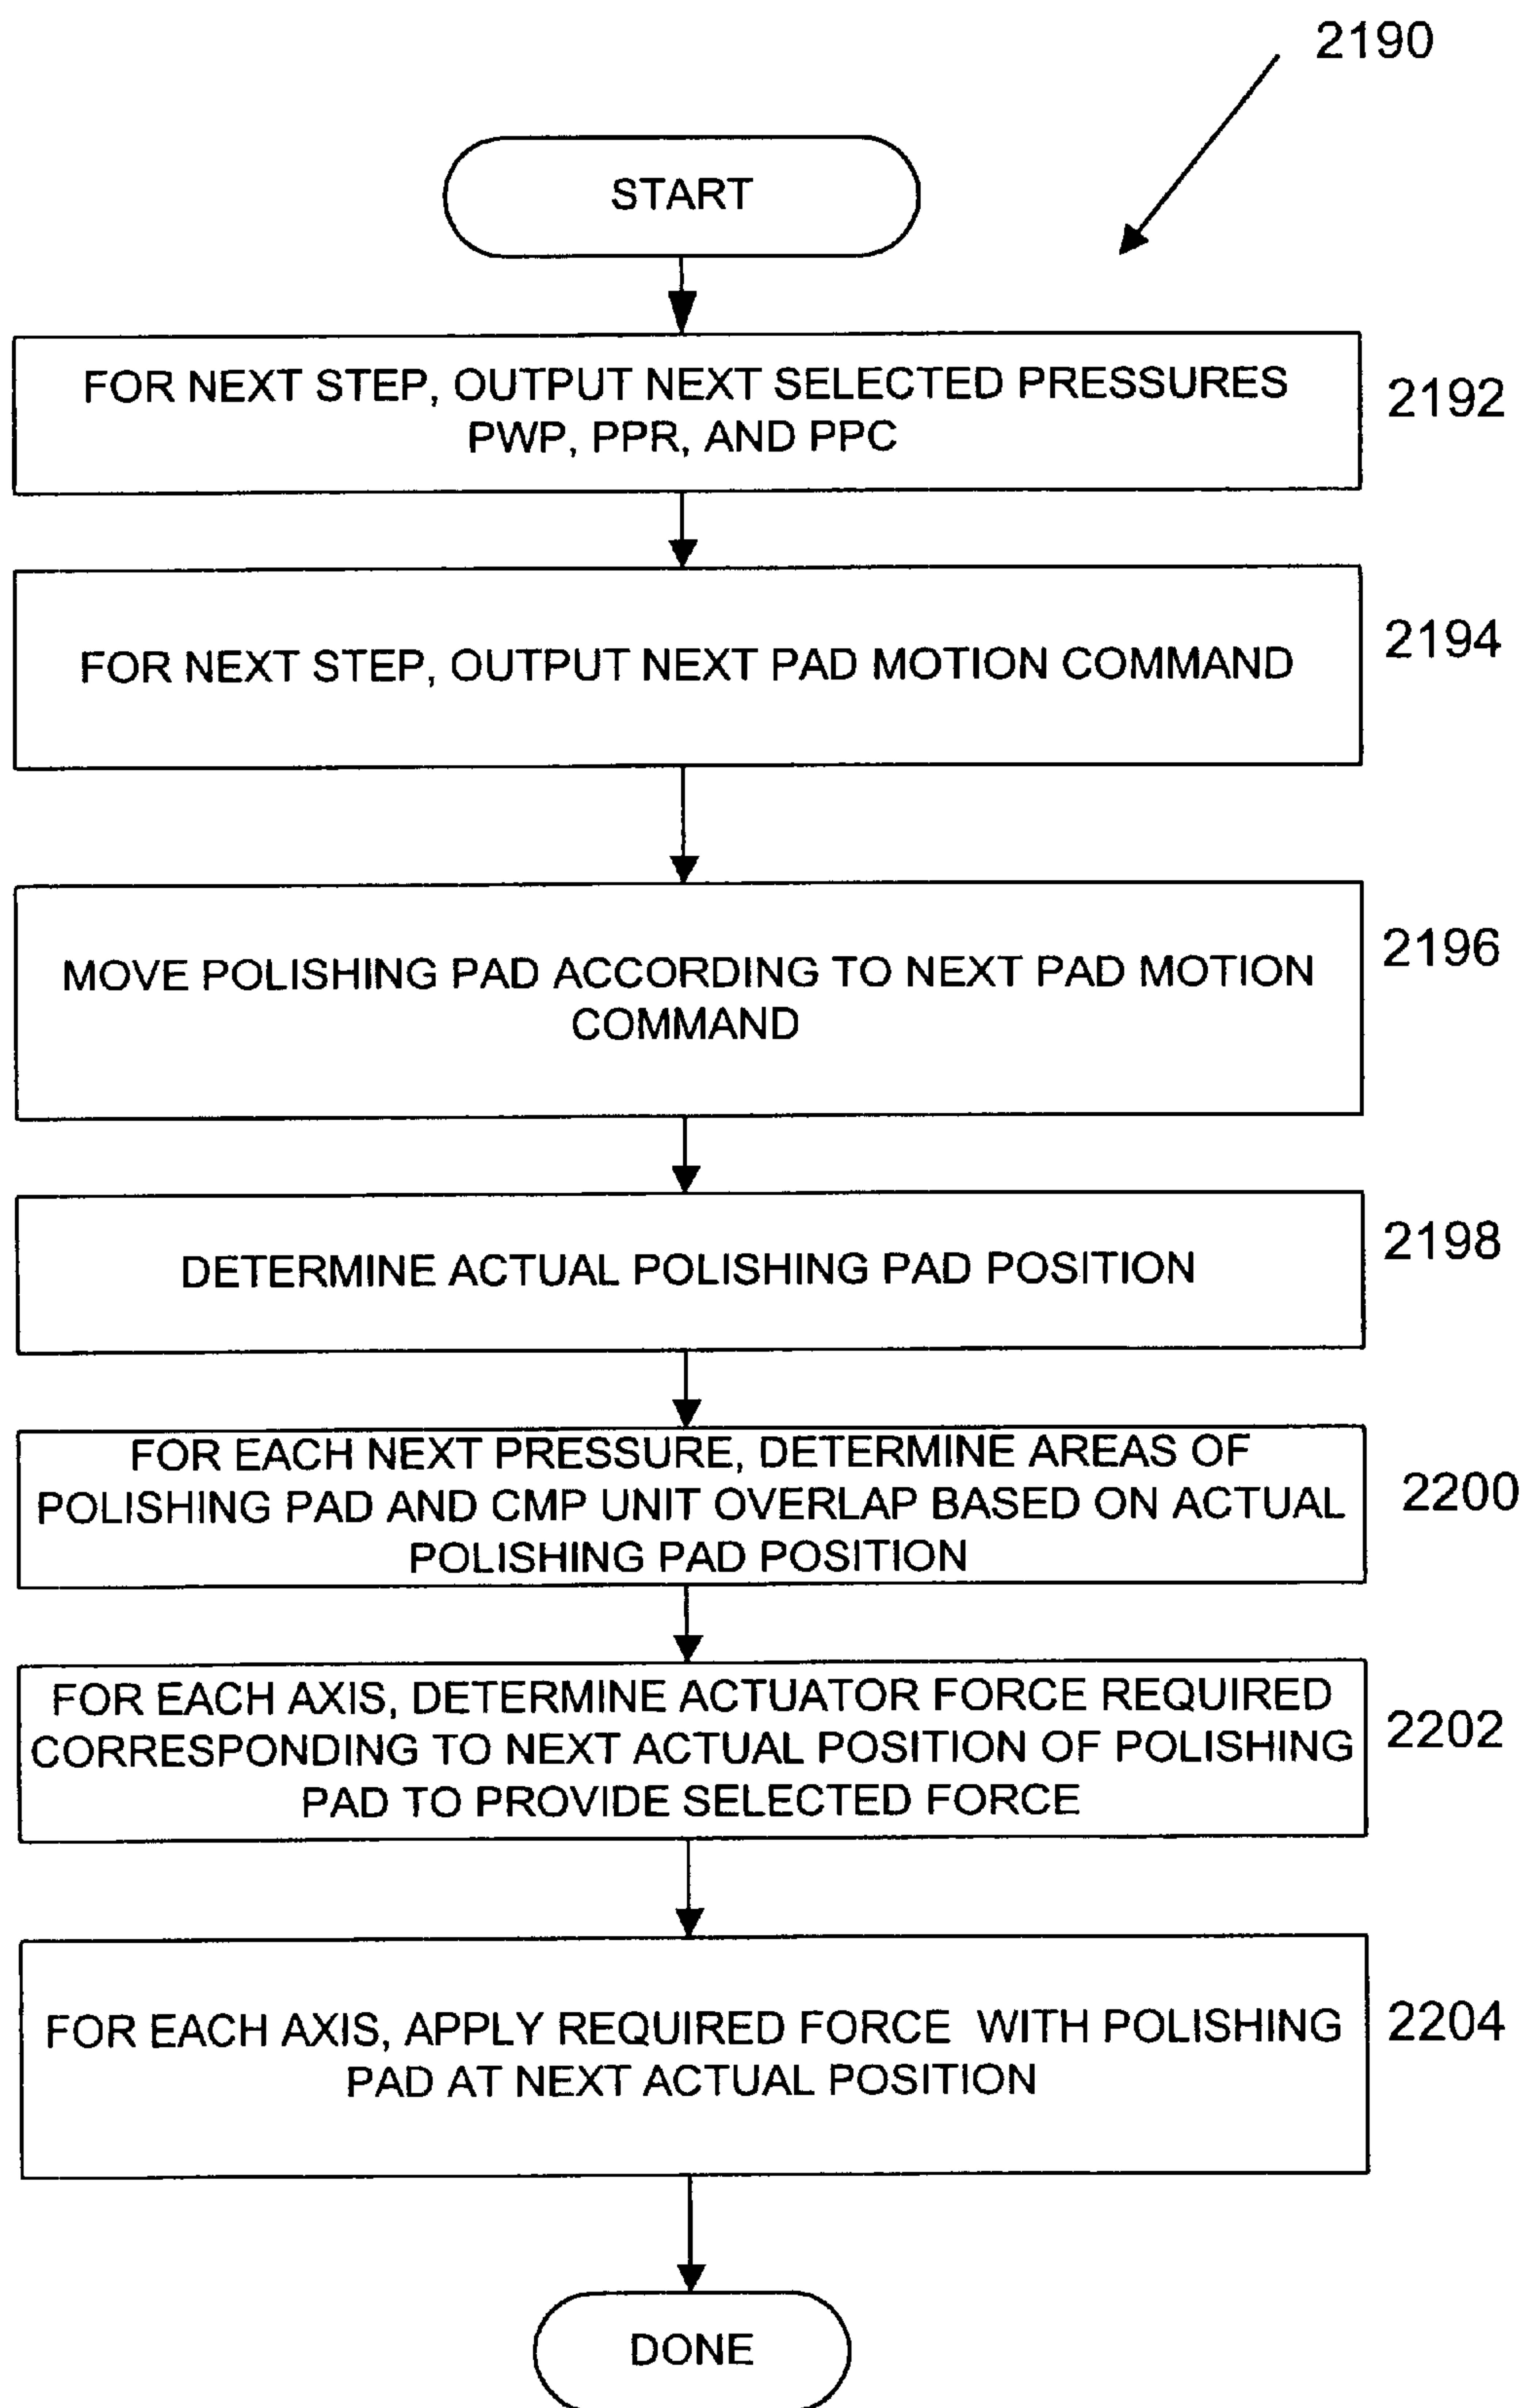 2190
START
FOR NEXT STEP, OUTPUT NEXT SELECTED PRESSURES
PWP, PPR, AND PPC
2192
FOR NEXT STEP, OUTPUT NEXT PAD MOTION COMMAND
2194
MOVE POLISHING PAD ACCORDING TO NEXT PAD MOTION
COMMAND
2196
DETERMINE ACTUAL POLISHING PAD POSITION
2198
FOR EACH NEXT PRESSURE, DETERMINE AREAS OF
POLISHING PAD AND CMP UNIT OVERLAP BASED ON ACTUAL
POLISHING PAD POSITION
2200
FOR EACH AXIS, DETERMINE ACTUATOR FORCE REQUIRED
CORRESPONDING TO NEXT ACTUAL POSITION OF POLISHING
PAD TO PROVIDE SELECTED FORCE
2202
FOR EACH AXIS, APPLY REQUIRED FORCE WITH POLISHING
PAD AT NEXT ACTUAL POSITION
2204
DONE